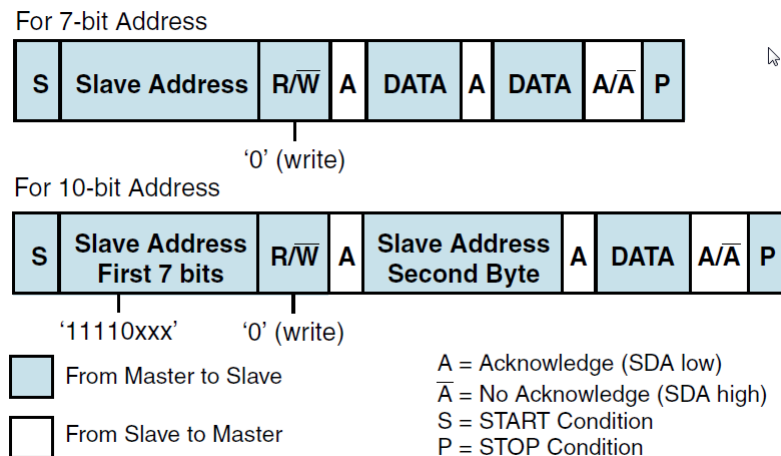 For 7-bit Address
S Slave Address R/W̅ A DATA A DATA A/A̅ P
‘0’ (write)
For 10-bit Address
S Slave Address First 7 bits R/W̅ A Slave Address Second Byte A DATA A/A̅ P
‘11110xxx’ ‘0’ (write)
From Master to Slave
From Slave to Master
A = Acknowledge (SDA low)
A̅ = No Acknowledge (SDA high)
S = START Condition
P = STOP Condition